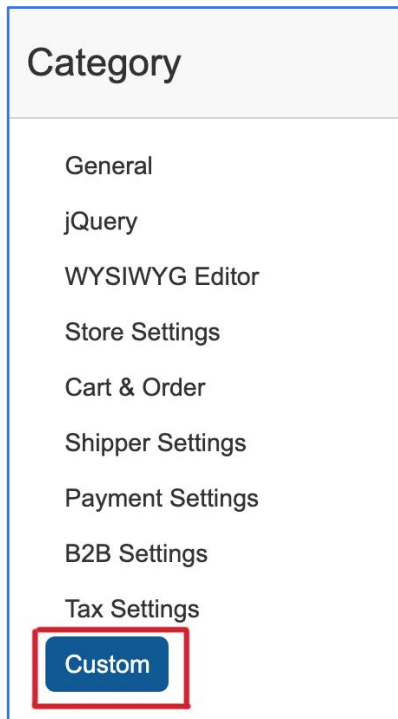 Category
General
jQuery
WYSIWYG Editor
Store Settings
Cart & Order
Shipper Settings
Payment Settings
B2B Settings
Tax Settings
Custom